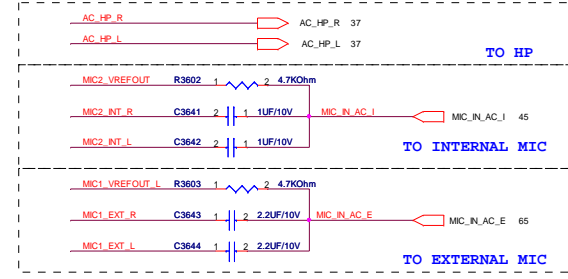 AC_HP_R AC_HP_R 37
AC_HP_L AC_HP_L 37
TO HP
MIC2_VREFOUT R3602 1 2 4.7KOhm
MIC2_INT_R C3641 2 1 1UF/10V MIC_IN_AC_I MIC_IN_AC_I 45
MIC2_INT_L C3642 2 1 1UF/10V
TO INTERNAL MIC
MIC1_VREFOUT_L R3603 1 2 4.7KOhm
MIC1_EXT_R C3643 1 2 2.2UF/10V MIC_IN_AC_E MIC_IN_AC_E 65
MIC1_EXT_L C3644 1 2 2.2UF/10V
TO EXTERNAL MIC